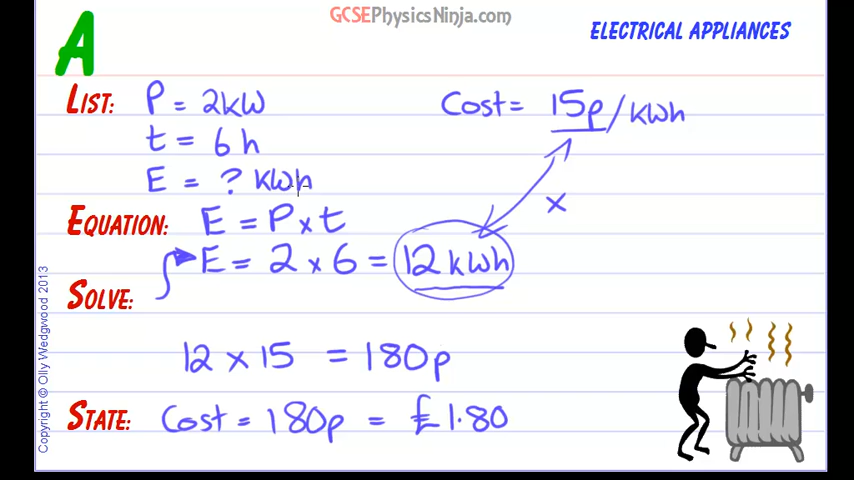 GCSEPhysicsNinja.com
A
ELECTRICAL APPLIANCES
LIST: P = 2kW
Cost = 15p/kWh
t = 6h
E = ? kWh
×
EQUATION: E = P × t
E = 2 × 6 = 12 kWh
SOLVE:
12 × 15 = 180p
STATE: Cost = 180p = £1.80
Copyright © Olly Wedgwood 2013